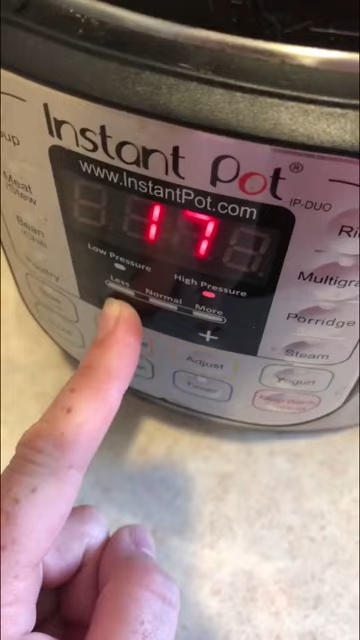 Instant Pot®
www.InstantPot.com
IP-DUO
17
Meat
/Stew
Bean
Low Pressure
High Pressure
Less Normal More
+
Multigra
Porridge
Steam
Adjust
Timer
Yogurt